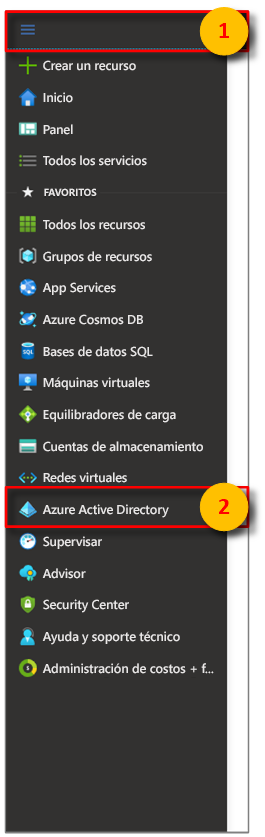 1
Crear un recurso
Inicio
Panel
Todos los servicios
FAVORITOS
Todos los recursos
Grupos de recursos
App Services
Azure Cosmos DB
SQL
Bases de datos SQL
Máquinas virtuales
Equilibradores de carga
Cuentas de almacenamiento
Redes virtuales
Azure Active Directory
2
Supervisar
Advisor
Security Center
Ayuda y soporte técnico
Administración de costos + f...